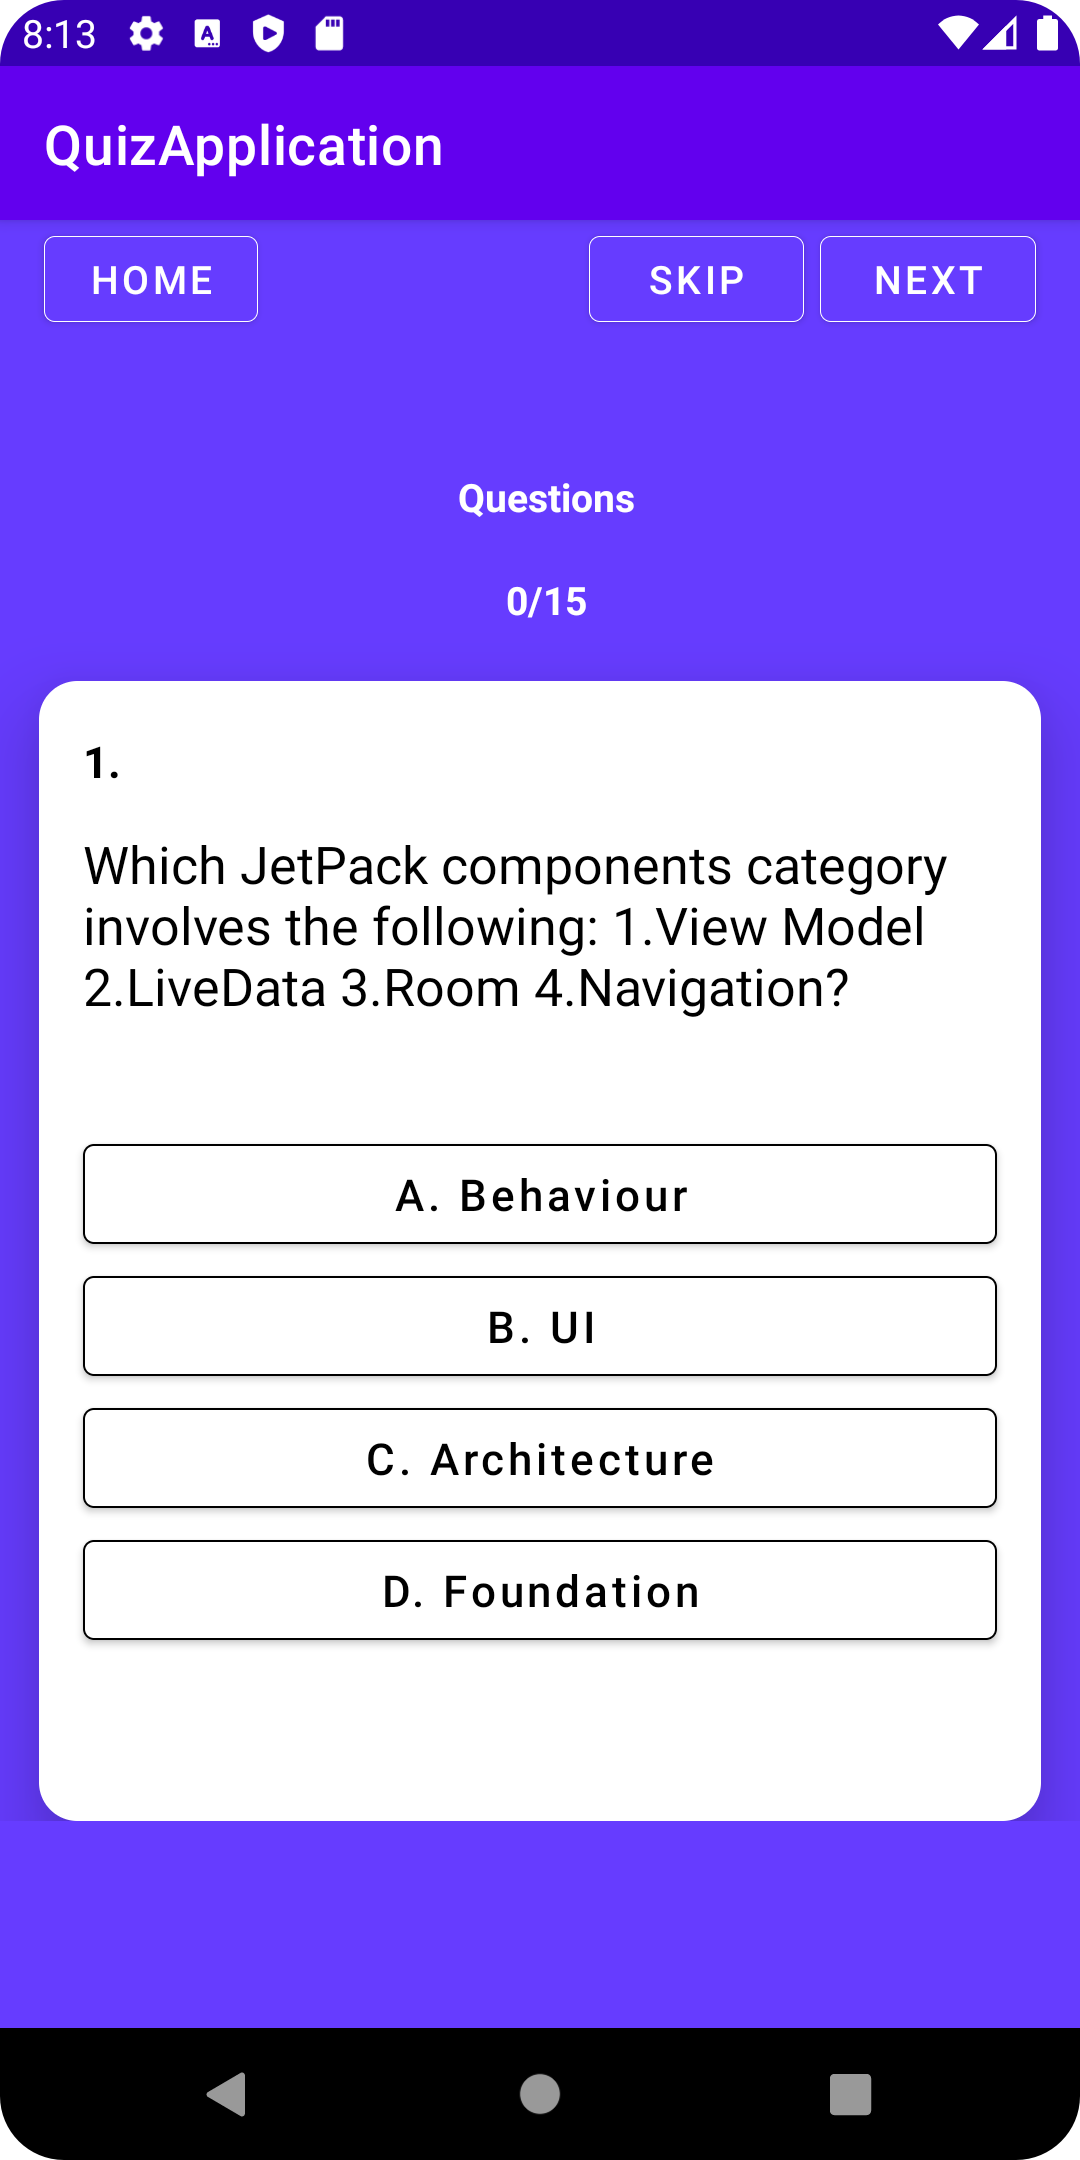 8:13
QuizApplication
HOME
SKIP
NEXT
Questions
0/15
1.
Which JetPack components category
involves the following: 1.View Model
2.LiveData 3.Room 4.Navigation?
A. Behaviour
B. UI
C. Architecture
D. Foundation